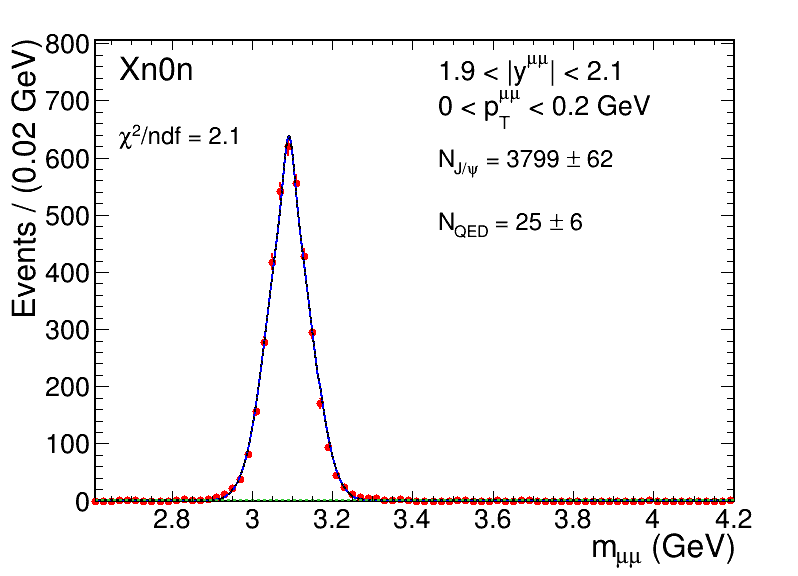 Events / (0.02 GeV)
800
700
600
500
400
300
200
100
0
Xn0n
χ²/ndf = 2.1
1.9 < |y^μμ| < 2.1
0 < p_T^μμ < 0.2 GeV
N_J/ψ = 3799 ± 62
N_QED = 25 ± 6
2.8 3 3.2 3.4 3.6 3.8 4 4.2
m_μμ (GeV)